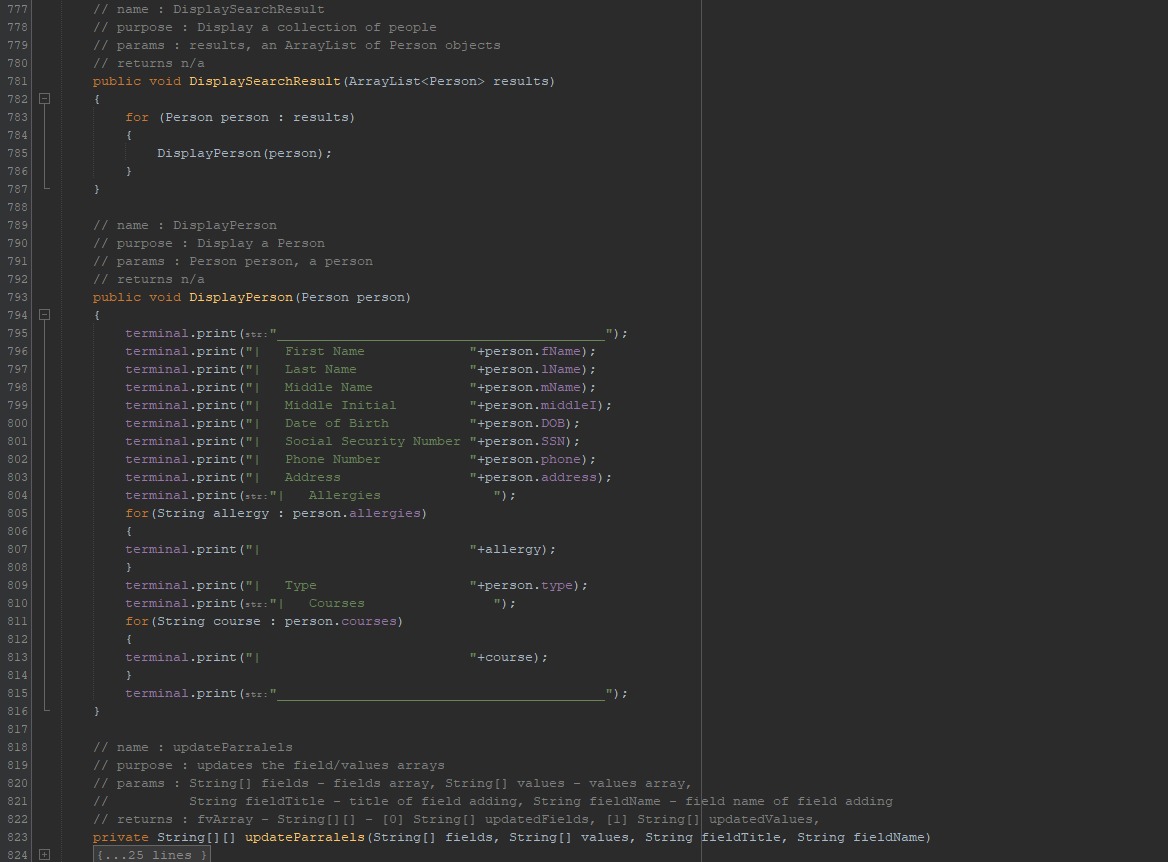 777 // name : DisplaySearchResult
778 // purpose : Display a collection of people
779 // params : results, an ArrayList of Person objects
780 // returns n/a
781 public void DisplaySearchResult(ArrayList<Person> results)
782 {
783 for (Person person : results)
784 {
785 DisplayPerson(person);
786 }
787 }
788
789 // name : DisplayPerson
790 // purpose : Display a Person
791 // params : Person person, a person
792 // returns n/a
793 public void DisplayPerson(Person person)
794 {
795 terminal.print(str:"_________________________________________");
796 terminal.print("|   First Name             "+person.fName);
797 terminal.print("|   Last Name              "+person.lName);
798 terminal.print("|   Middle Name            "+person.mName);
799 terminal.print("|   Middle Initial         "+person.middleI);
800 terminal.print("|   Date of Birth          "+person.DOB);
801 terminal.print("|   Social Security Number "+person.SSN);
802 terminal.print("|   Phone Number           "+person.phone);
803 terminal.print("|   Address                "+person.address);
804 terminal.print(str:"|   Allergies              ");
805 for(String allergy : person.allergies)
806 {
807 terminal.print("|                          "+allergy);
808 }
809 terminal.print("|   Type                   "+person.type);
810 terminal.print(str:"|   Courses                ");
811 for(String course : person.courses)
812 {
813 terminal.print("|                          "+course);
814 }
815 terminal.print(str:"_________________________________________");
816 }
817
818 // name : updateParralels
819 // purpose : updates the field/values arrays
820 // params : String[] fields - fields array, String[] values - values array,
821 //          String fieldTitle - title of field adding, String fieldName - field name of field adding
822 // returns : fvArray - String[][] - [0] String[] updatedFields, [1] String[] updatedValues,
823 private String[][] updateParralels(String[] fields, String[] values, String fieldTitle, String fieldName)
824 {...25 lines }